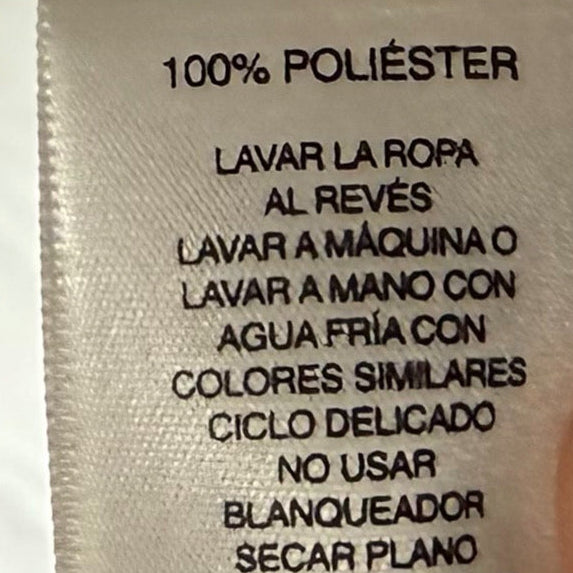 100% POLIÉSTER
LAVAR LA ROPA
AL REVÉS
LAVAR A MÁQUINA O
LAVAR A MANO CON
AGUA FRÍA CON
COLORES SIMILARES
CICLO DELICADO
NO USAR
BLANQUEADOR
SECAR PLANO